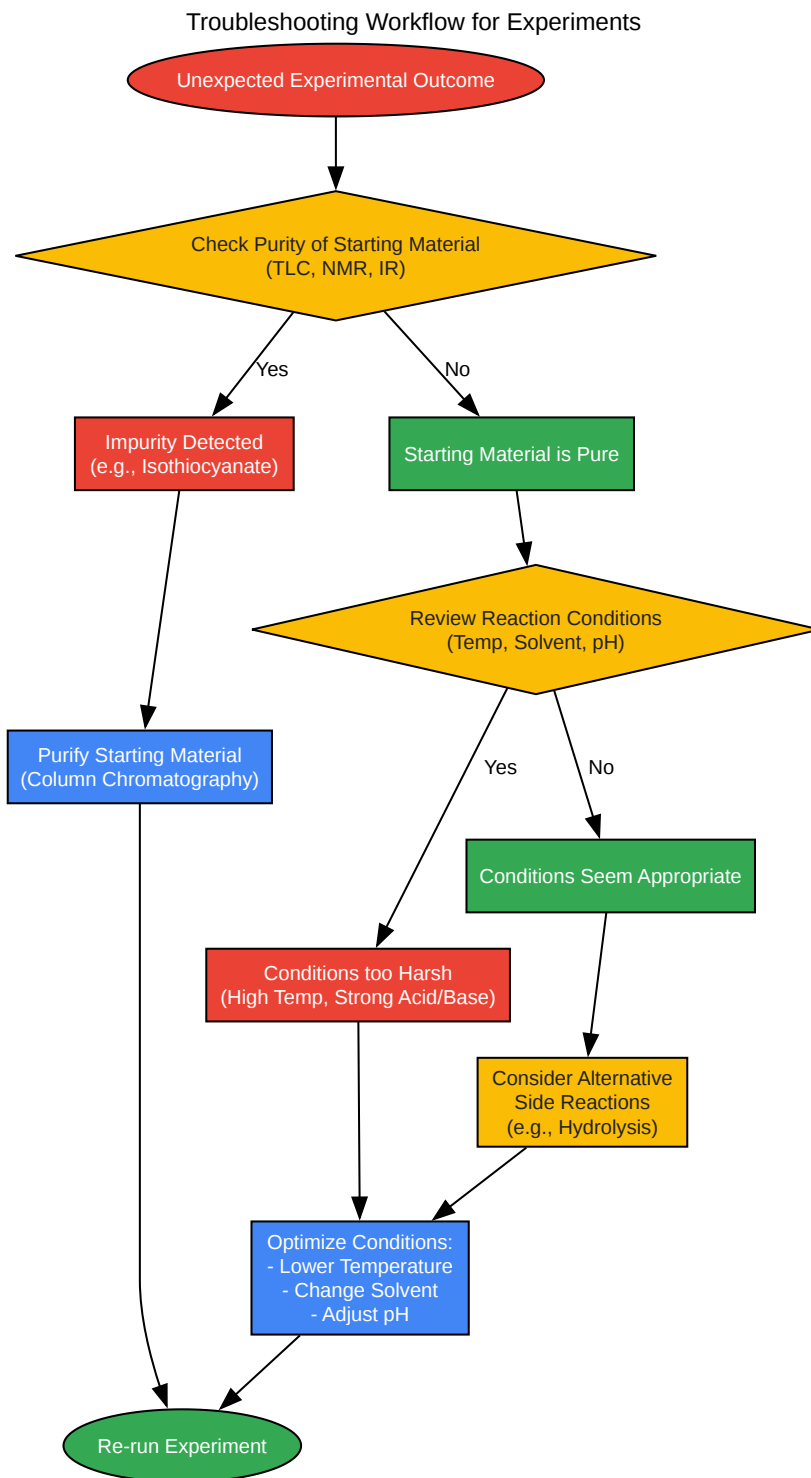 Troubleshooting Workflow for Experiments
Unexpected Experimental Outcome
Check Purity of Starting Material
(TLC, NMR, IR)
Yes
No
Impurity Detected
(e.g., Isothiocyanate)
Starting Material is Pure
Review Reaction Conditions
(Temp, Solvent, pH)
Purify Starting Material
(Column Chromatography)
Yes
No
Conditions Seem Appropriate
Conditions too Harsh
(High Temp, Strong Acid/Base)
Consider Alternative
Side Reactions
(e.g., Hydrolysis)
Optimize Conditions:
- Lower Temperature
- Change Solvent
- Adjust pH
Re-run Experiment